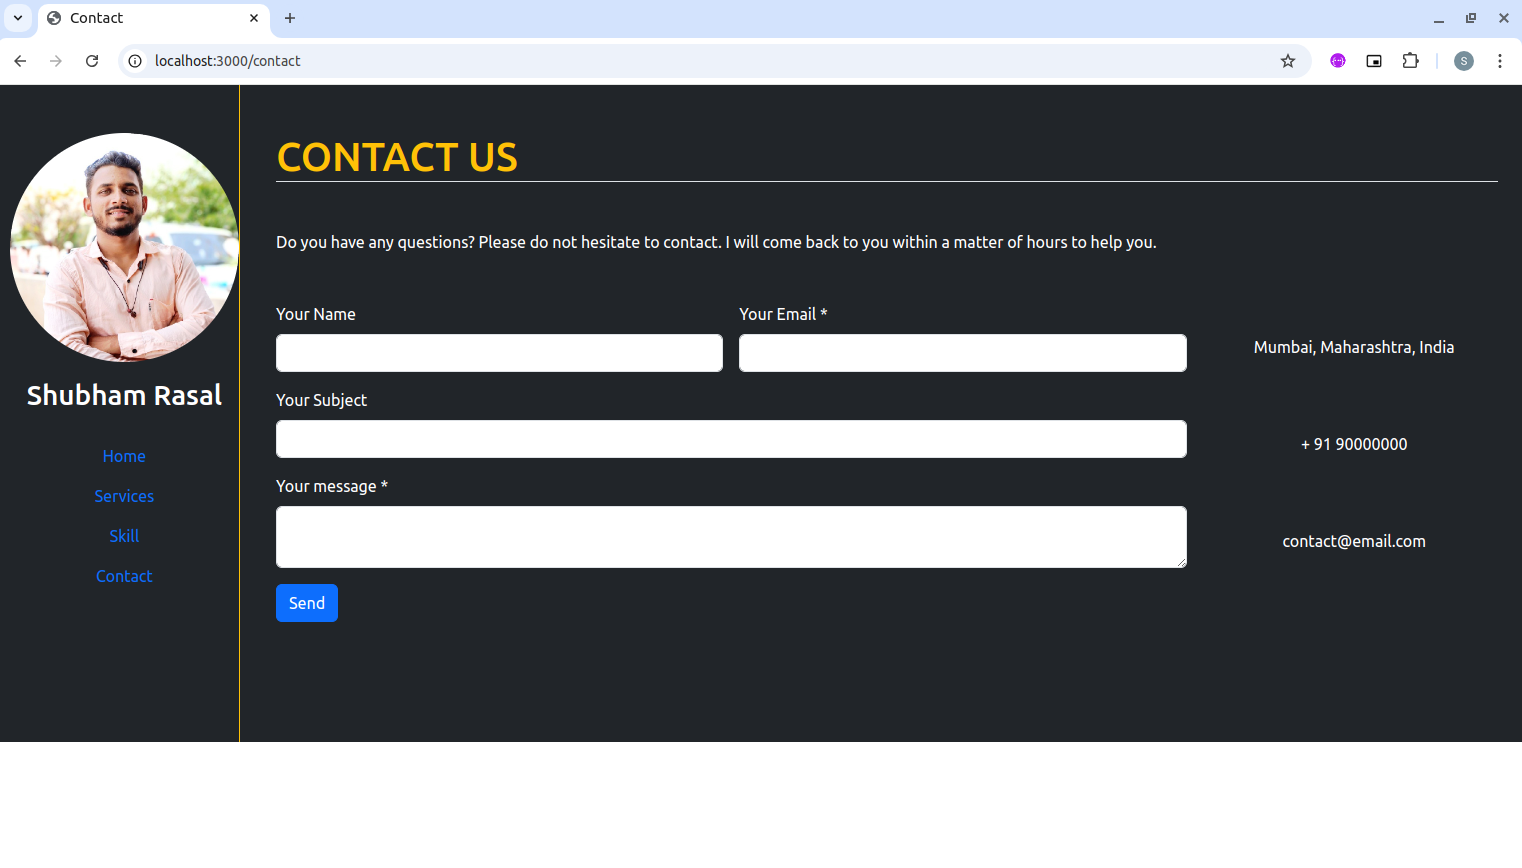 Contact
localhost:3000/contact
S
CONTACT US
Do you have any questions? Please do not hesitate to contact. I will come back to you within a matter of hours to help you.
Shubham Rasal
Home
Services
Skill
Contact
Your Name
Your Email *
Your Subject
Your message *
Send
Mumbai, Maharashtra, India
+ 91 90000000
contact@email.com